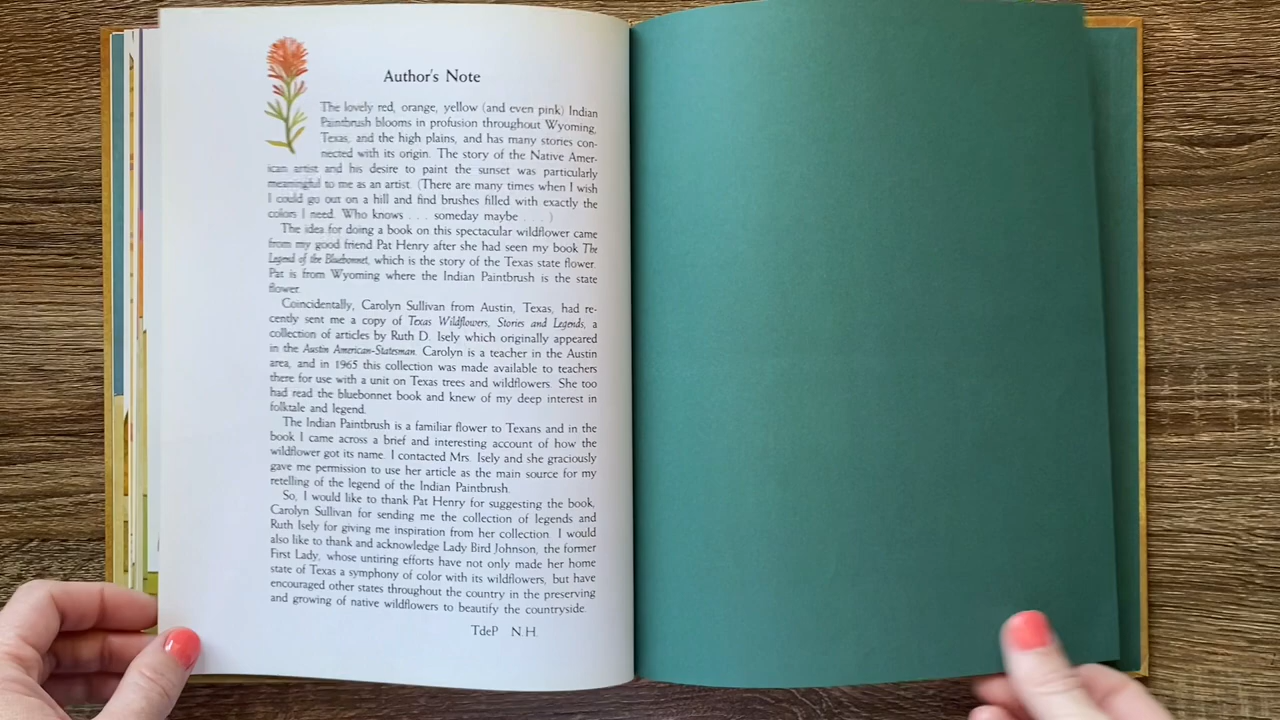 Author's Note
The lovely red, orange, yellow (and even pink) Indian
Paintbrush blooms in profusion throughout Wyoming,
Texas, and the high plains, and has many stories con-
nected with its origin. The story of the Native Amer-
ican artist and his desire to paint the sunset was particularly
meaningful to me as an artist. (There are many times when I wish
I could go out on a hill and find brushes filled with exactly the
colors I need. Who knows . . . someday maybe . . . )
The idea for doing a book on this spectacular wildflower came
from my good friend Pat Henry after she had seen my book The
Legend of the Bluebonnet, which is the story of the Texas state flower.
Pat is from Wyoming where the Indian Paintbrush is the state
flower.
Coincidentally, Carolyn Sullivan from Austin, Texas, had re-
cently sent me a copy of Texas Wildflowers, Stories and Legends, a
collection of articles by Ruth D. Isely which originally appeared
in the Austin American-Statesman. Carolyn is a teacher in the Austin
area, and in 1965 this collection was made available to teachers
there for use with a unit on Texas trees and wildflowers. She too
had read the bluebonnet book and knew of my deep interest in
folktale and legend.
The Indian Paintbrush is a familiar flower to Texans and in the
book I came across a brief and interesting account of how the
wildflower got its name. I contacted Mrs. Isely and she graciously
gave me permission to use her article as the main source for my
retelling of the legend of the Indian Paintbrush.
So, I would like to thank Pat Henry for suggesting the book,
Carolyn Sullivan for sending me the collection of legends and
Ruth Isely for giving me inspiration from her collection. I would
also like to thank and acknowledge Lady Bird Johnson, the former
First Lady, whose untiring efforts have not only made her home
state of Texas a symphony of color with its wildflowers, but have
encouraged other states throughout the country in the preserving
and growing of native wildflowers to beautify the countryside.
TdeP N.H.